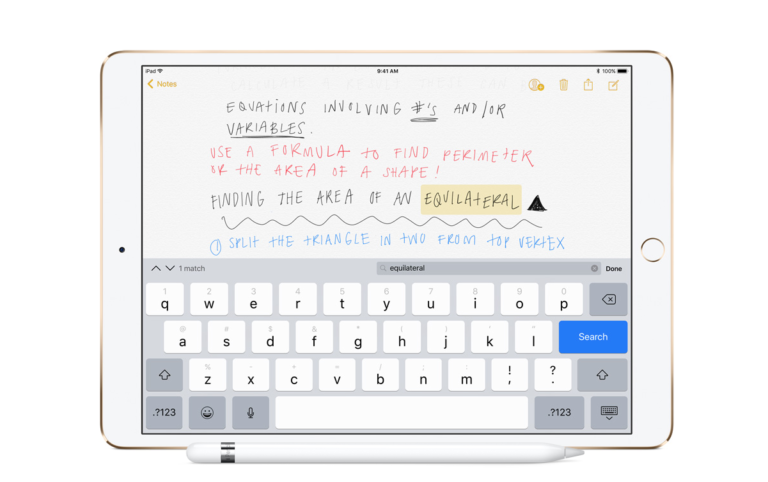 iPad 9:41 AM 100%
Notes
EQUATIONS INVOLVING #'S AND/OR
VARIABLES.
USE A FORMULA TO FIND PERIMETER
OR THE AREA OF A SHAPE!
FINDING THE AREA OF AN EQUILATERAL
① SPLIT THE TRIANGLE IN TWO FROM TOP VERTEX
1 match equilateral Done
1 2 3 4 5 6 7 8 9 0
q w e r t y u i o p
@ # $ & * ( ) ' "
a s d f g h j k l Search
% - + = / ; :
z x c v b n m ! , ? .
.?123 .?123